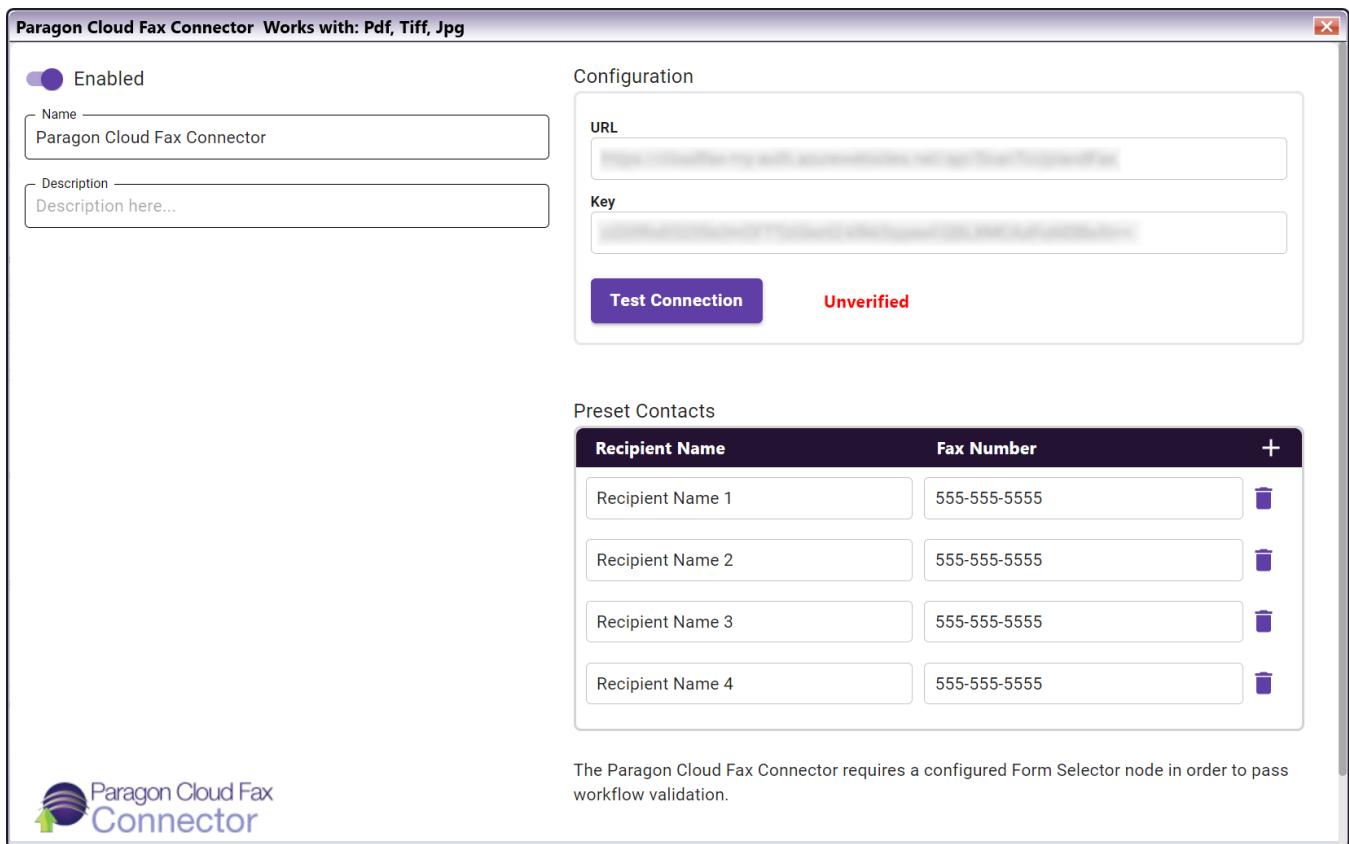 Paragon Cloud Fax Connector Works with: Pdf, Tiff, Jpg
Enabled
Name
Paragon Cloud Fax Connector
Description
Description here...
Configuration
URL
Key
Test Connection
Unverified
Preset Contacts
Recipient Name Fax Number
Recipient Name 1 555-555-5555
Recipient Name 2 555-555-5555
Recipient Name 3 555-555-5555
Recipient Name 4 555-555-5555
The Paragon Cloud Fax Connector requires a configured Form Selector node in order to pass
workflow validation.
Paragon Cloud Fax
Connector